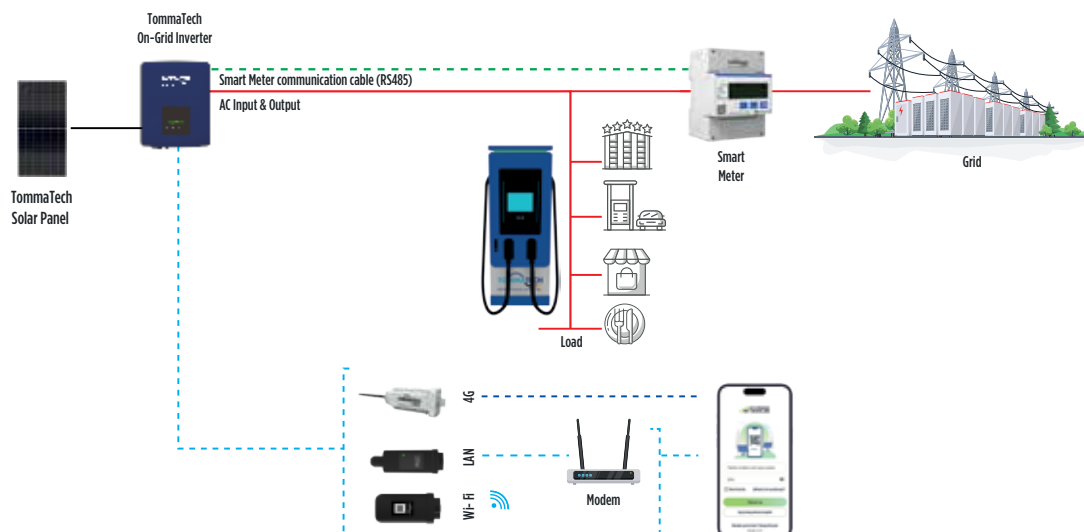 TommaTech
On-Grid Inverter
Smart Meter communication cable (RS485)
AC Input & Output
TommaTech
Solar Panel
Smart
Meter
Grid
Load
4G
LAN
Wi-Fi
Modem